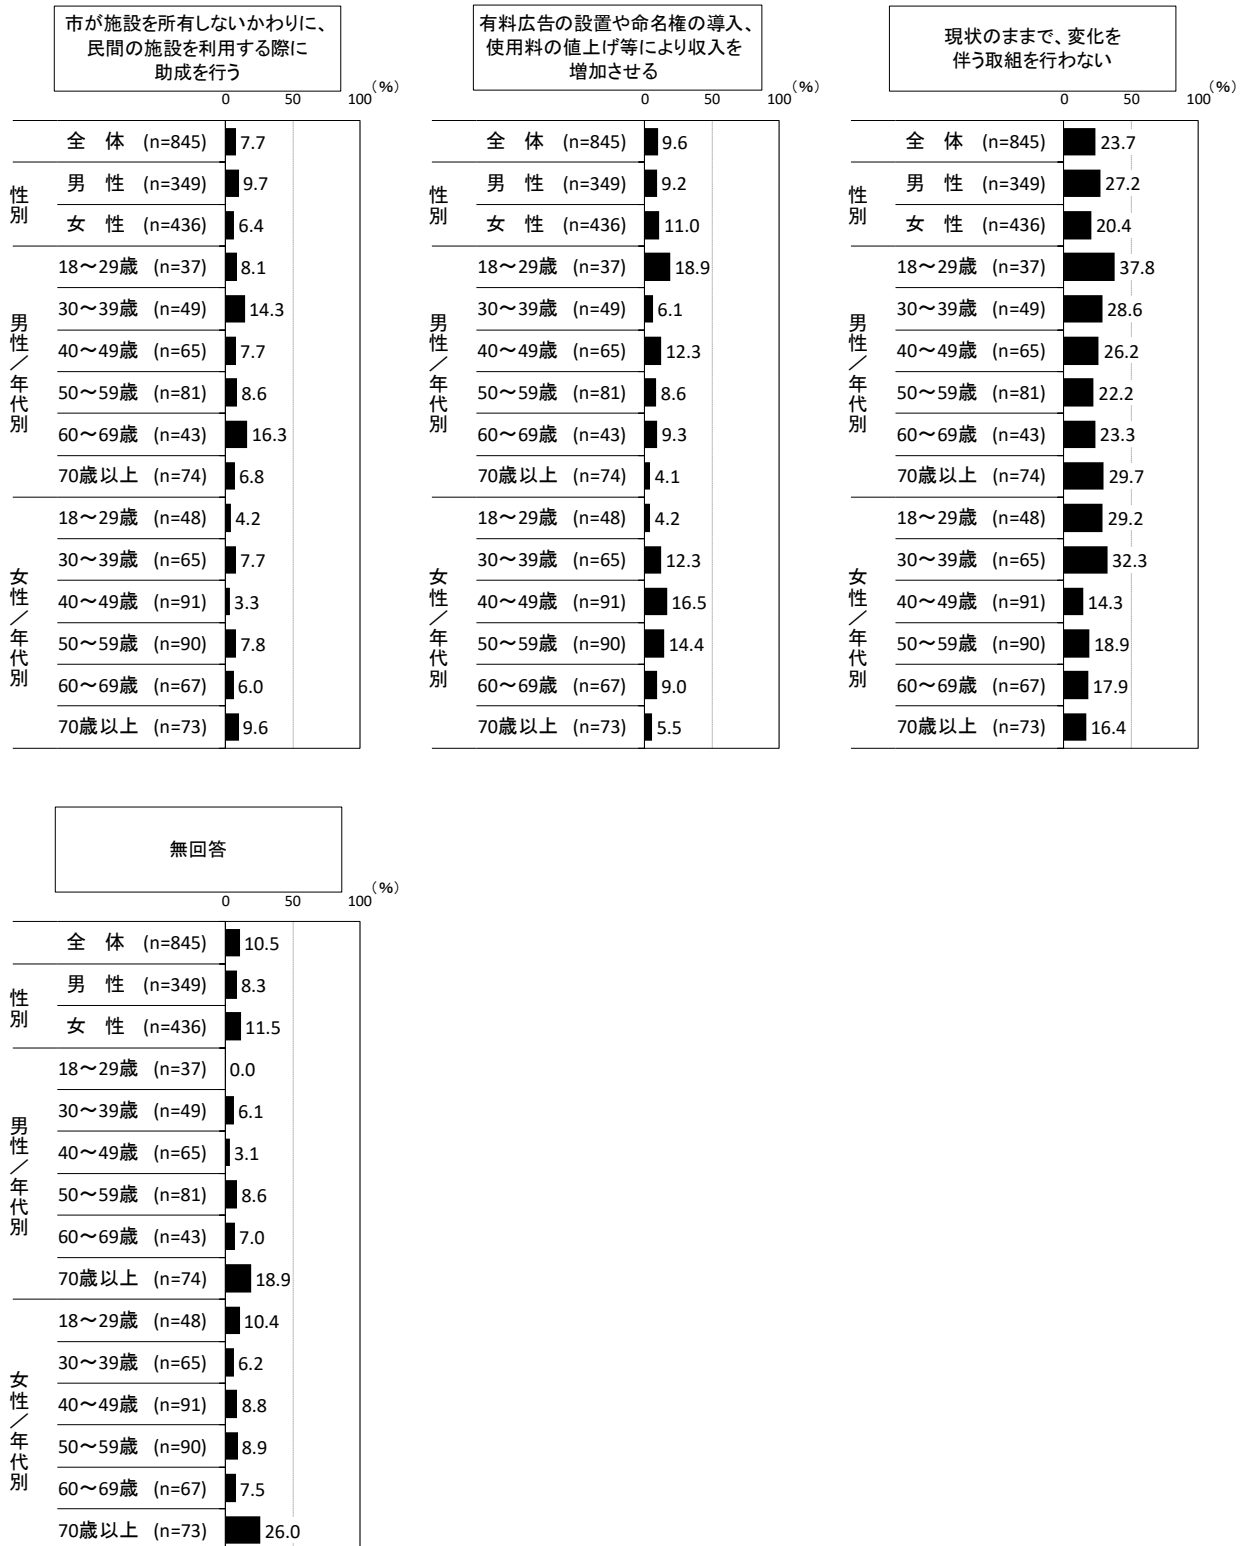 市が施設を所有しないかわりに、
民間の施設を利用する際に
助成を行う
(%)
0 50 100
全 体 (n=845) 7.7
性別
男 性 (n=349) 9.7
女 性 (n=436) 6.4
男性／年代別
18～29歳 (n=37) 8.1
30～39歳 (n=49) 14.3
40～49歳 (n=65) 7.7
50～59歳 (n=81) 8.6
60～69歳 (n=43) 16.3
70歳以上 (n=74) 6.8
女性／年代別
18～29歳 (n=48) 4.2
30～39歳 (n=65) 7.7
40～49歳 (n=91) 3.3
50～59歳 (n=90) 7.8
60～69歳 (n=67) 6.0
70歳以上 (n=73) 9.6
有料広告の設置や命名権の導入、
使用料の値上げ等により収入を
増加させる
(%)
0 50 100
全 体 (n=845) 9.6
性別
男 性 (n=349) 9.2
女 性 (n=436) 11.0
男性／年代別
18～29歳 (n=37) 18.9
30～39歳 (n=49) 6.1
40～49歳 (n=65) 12.3
50～59歳 (n=81) 8.6
60～69歳 (n=43) 9.3
70歳以上 (n=74) 4.1
女性／年代別
18～29歳 (n=48) 4.2
30～39歳 (n=65) 12.3
40～49歳 (n=91) 16.5
50～59歳 (n=90) 14.4
60～69歳 (n=67) 9.0
70歳以上 (n=73) 5.5
現状のままで、変化を
伴う取組を行わない
(%)
0 50 100
全 体 (n=845) 23.7
性別
男 性 (n=349) 27.2
女 性 (n=436) 20.4
男性／年代別
18～29歳 (n=37) 37.8
30～39歳 (n=49) 28.6
40～49歳 (n=65) 26.2
50～59歳 (n=81) 22.2
60～69歳 (n=43) 23.3
70歳以上 (n=74) 29.7
女性／年代別
18～29歳 (n=48) 29.2
30～39歳 (n=65) 32.3
40～49歳 (n=91) 14.3
50～59歳 (n=90) 18.9
60～69歳 (n=67) 17.9
70歳以上 (n=73) 16.4
無回答
(%)
0 50 100
全 体 (n=845) 10.5
性別
男 性 (n=349) 8.3
女 性 (n=436) 11.5
男性／年代別
18～29歳 (n=37) 0.0
30～39歳 (n=49) 6.1
40～49歳 (n=65) 3.1
50～59歳 (n=81) 8.6
60～69歳 (n=43) 7.0
70歳以上 (n=74) 18.9
女性／年代別
18～29歳 (n=48) 10.4
30～39歳 (n=65) 6.2
40～49歳 (n=91) 8.8
50～59歳 (n=90) 8.9
60～69歳 (n=67) 7.5
70歳以上 (n=73) 26.0